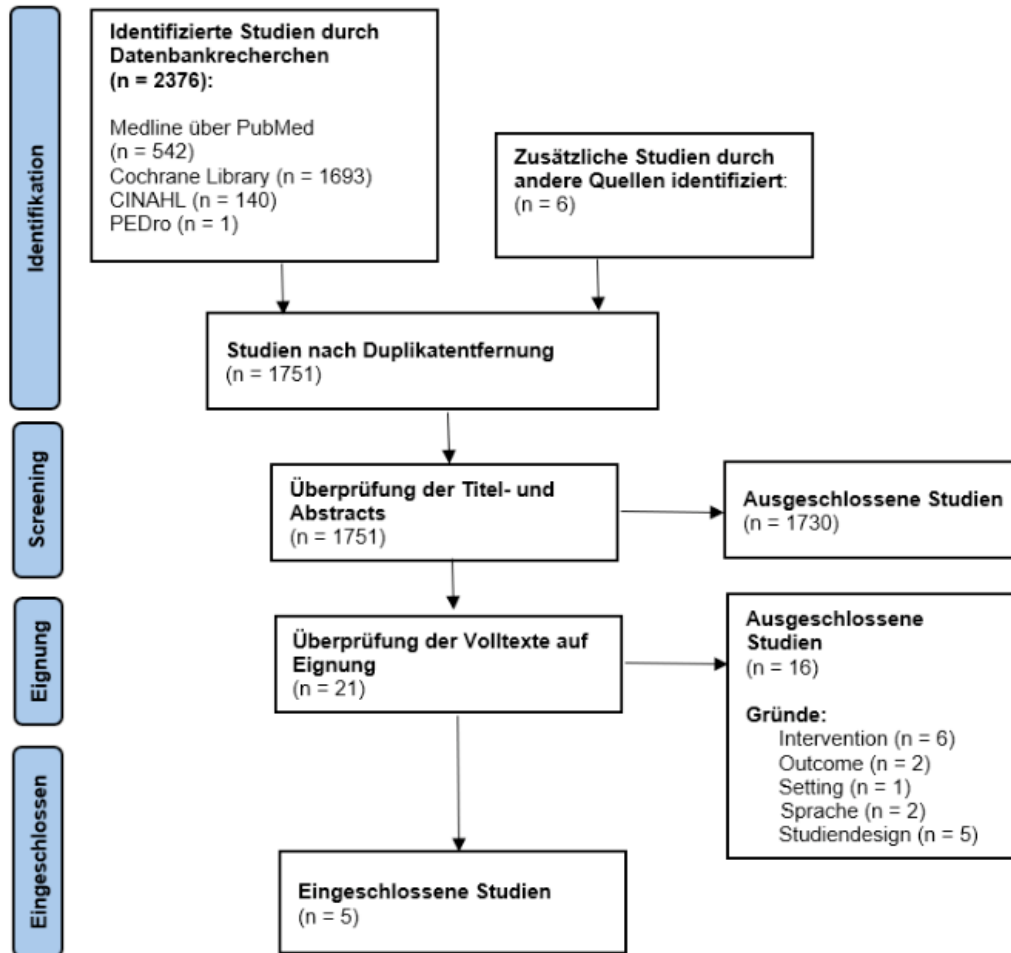 Identifikation
Identifizierte Studien durch
Datenbankrecherchen
(n = 2376):
Medline über PubMed
(n = 542)
Cochrane Library (n = 1693)
CINAHL (n = 140)
PEDro (n = 1)
Zusätzliche Studien durch
andere Quellen identifiziert:
(n = 6)
Studien nach Duplikatentfernung
(n = 1751)
Screening
Überprüfung der Titel- und
Abstracts
(n = 1751)
Ausgeschlossene Studien
(n = 1730)
Eignung
Überprüfung der Volltexte auf
Eignung
(n = 21)
Ausgeschlossene
Studien
(n = 16)
Gründe:
Intervention (n = 6)
Outcome (n = 2)
Setting (n = 1)
Sprache (n = 2)
Studiendesign (n = 5)
Eingeschlossen
Eingeschlossene Studien
(n = 5)